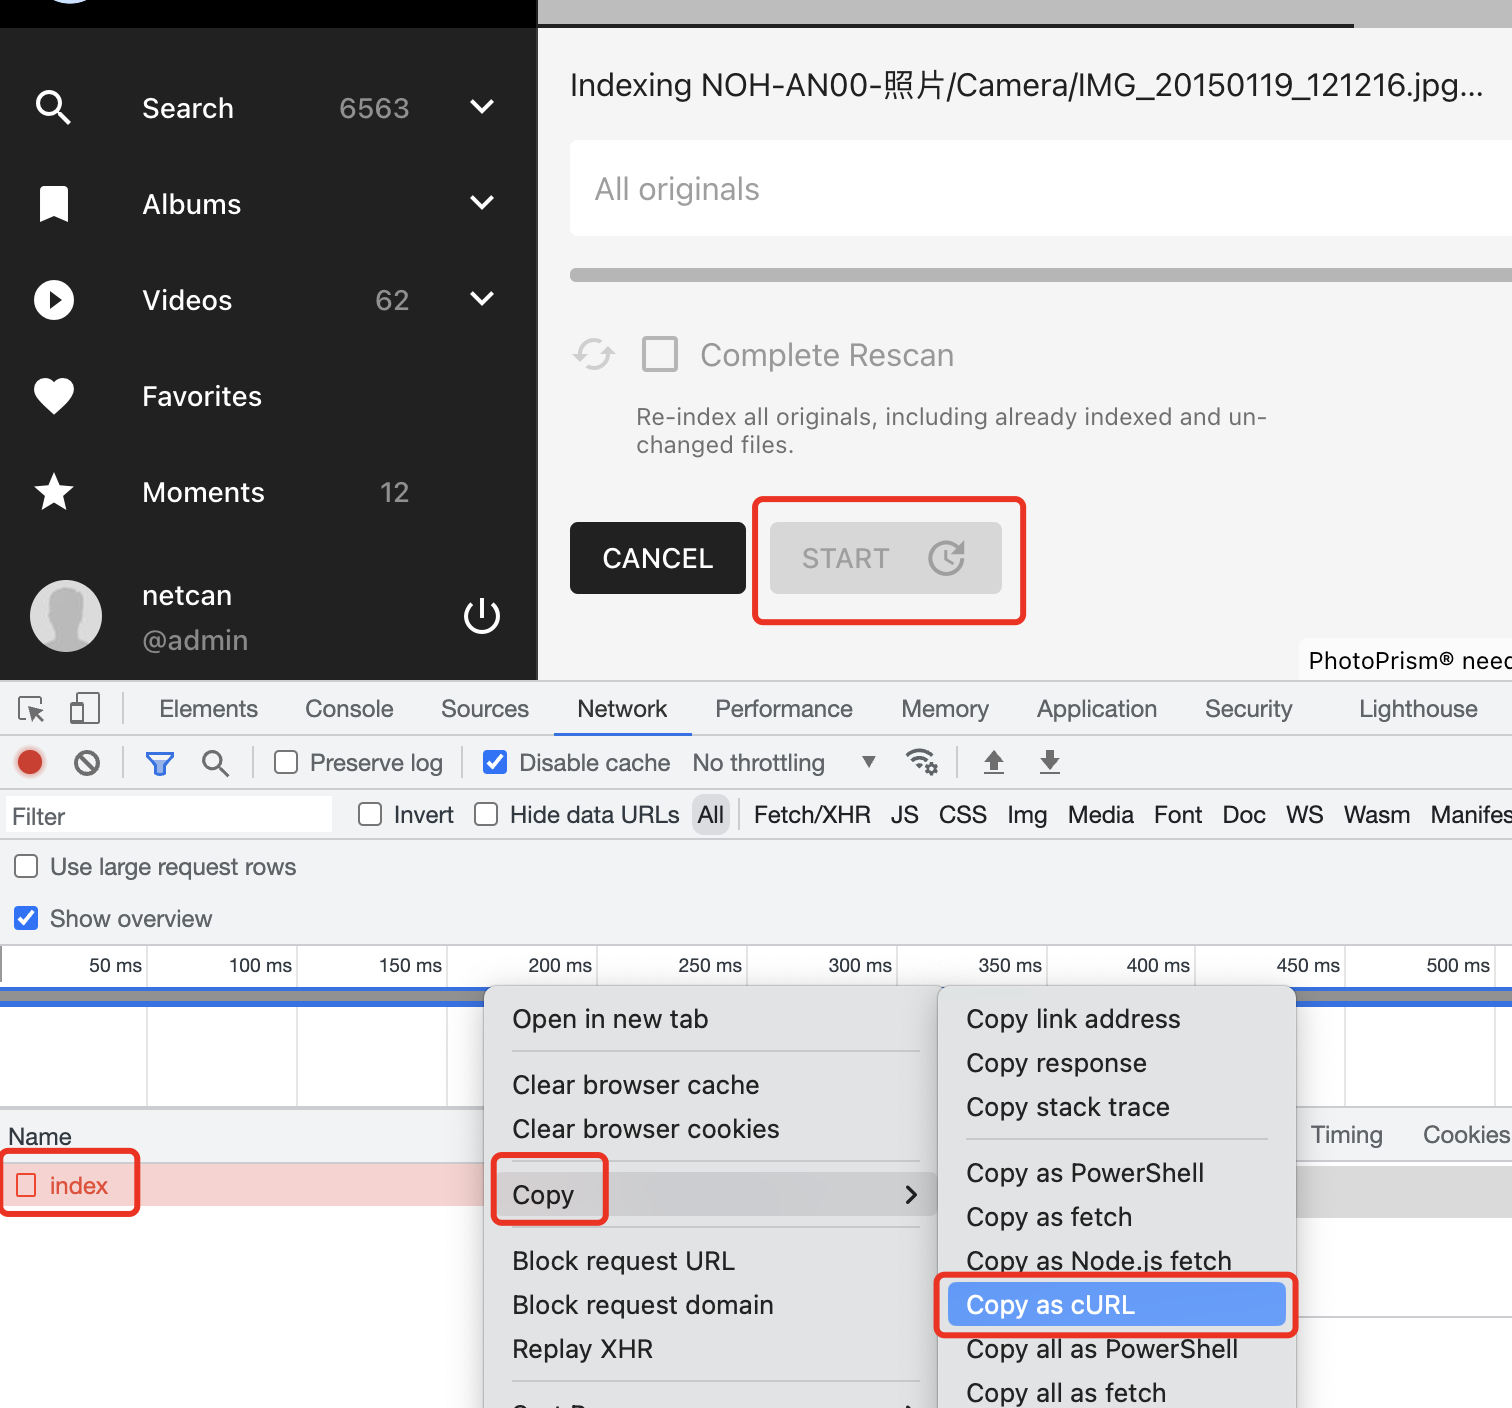 Search 6563
Albums
Videos 62
Favorites
Moments 12
netcan
@admin
Indexing NOH-AN00-照片/Camera/IMG_20150119_121216.jpg...
All originals
Complete Rescan
Re-index all originals, including already indexed and un-
changed files.
CANCEL START
PhotoPrism® need
Elements Console Sources Network Performance Memory Application Security Lighthouse
Preserve log Disable cache No throttling
Filter Invert Hide data URLs All Fetch/XHR JS CSS Img Media Font Doc WS Wasm Manifes
Use large request rows
Show overview
50 ms 100 ms 150 ms 200 ms 250 ms 300 ms 350 ms 400 ms 450 ms 500 ms
Name
index
Timing Cookies
Open in new tab
Clear browser cache
Clear browser cookies
Copy
Block request URL
Block request domain
Replay XHR
Copy link address
Copy response
Copy stack trace
Copy as PowerShell
Copy as fetch
Copy as Node.js fetch
Copy as cURL
Copy all as PowerShell
Copy all as fetch